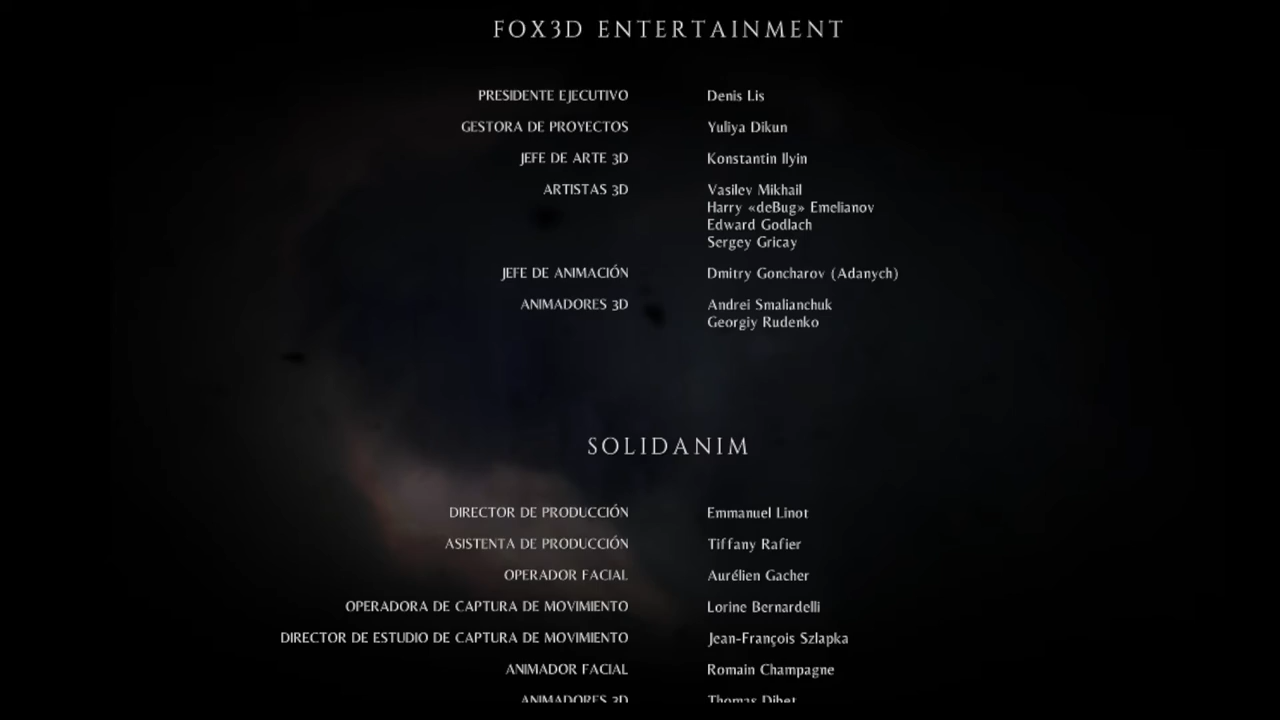 FOX3D ENTERTAINMENT
PRESIDENTE EJECUTIVO Denis Lis
GESTORA DE PROYECTOS Yuliya Dikun
JEFE DE ARTE 3D Konstantin Ilyin
ARTISTAS 3D Vasilev Mikhail
Harry «deBug» Emelianov
Edward Godlach
Sergey Gricay
JEFE DE ANIMACIÓN Dmitry Goncharov (Adanych)
ANIMADORES 3D Andrei Smalianchuk
Georgiy Rudenko
SOLIDANIM
DIRECTOR DE PRODUCCIÓN Emmanuel Linot
ASISTENTA DE PRODUCCIÓN Tiffany Rafier
OPERADOR FACIAL Aurélien Gacher
OPERADORA DE CAPTURA DE MOVIMIENTO Lorine Bernardelli
DIRECTOR DE ESTUDIO DE CAPTURA DE MOVIMIENTO Jean-François Szlapka
ANIMADOR FACIAL Romain Champagne
ANIMADORES 3D Thomas